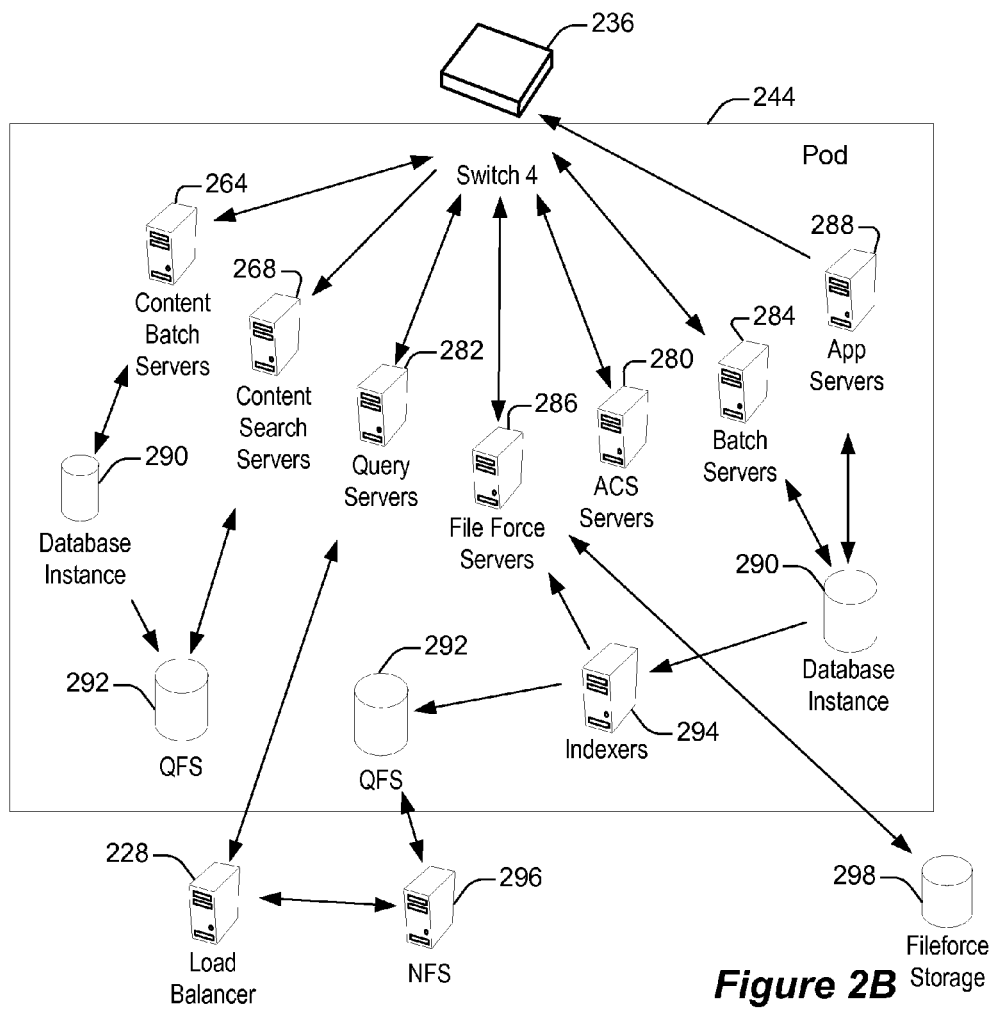 236
244
Pod
Switch 4
264
Content
Batch
Servers
268
Content
Search
Servers
282
Query
Servers
286
File Force
Servers
280
ACS
Servers
284
Batch
Servers
288
App
Servers
290
Database
Instance
290
Database
Instance
292
QFS
292
QFS
Indexers
294
228
Load
Balancer
296
NFS
298
Fileforce
Storage
Figure 2B